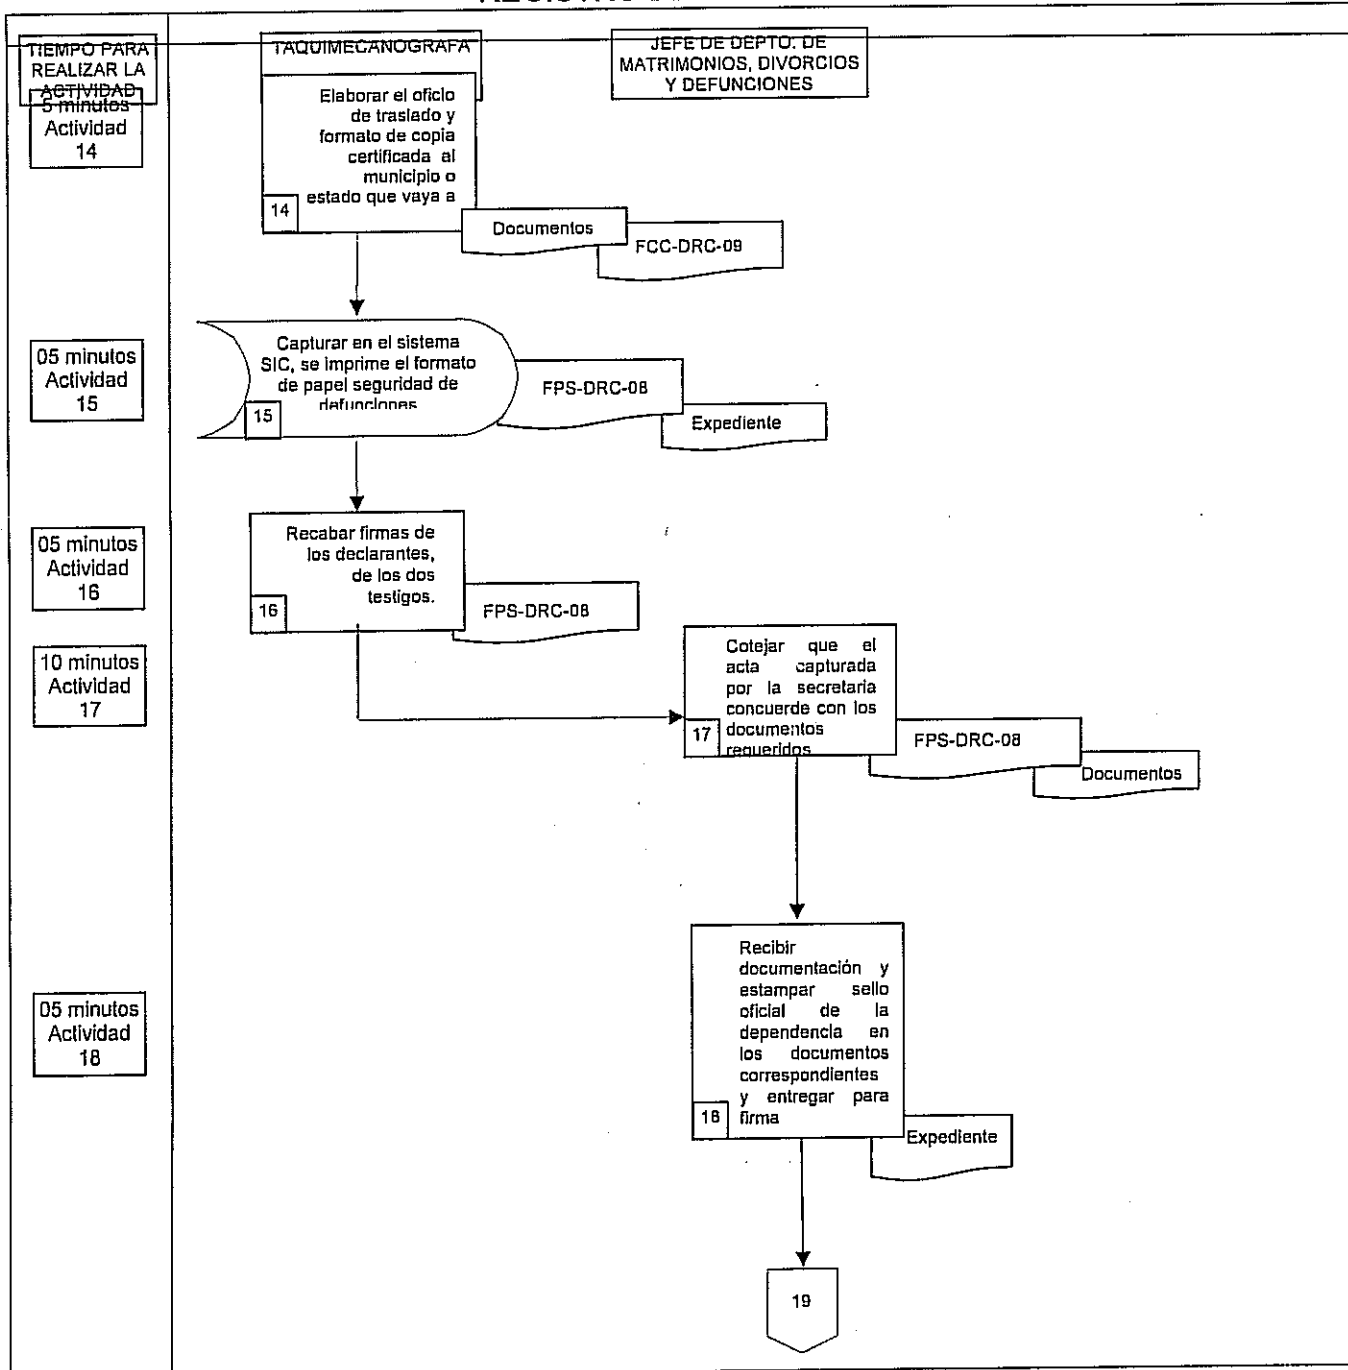 TIEMPO PARA
REALIZAR LA
ACTIVIDAD
TAQUIMECANOGRAFA
JEFE DE DEPTO. DE
MATRIMONIOS, DIVORCIOS
Y DEFUNCIONES
5 minutos
Actividad
14
Elaborar el oficio
de traslado y
formato de copia
certificada al
municipio o
estado que vaya a
14
Documentos
FCC-DRC-09
05 minutos
Actividad
15
Capturar en el sistema
SIC, se imprime el formato
de papel seguridad de
defunciones
15
FPS-DRC-08
Expediente
05 minutos
Actividad
16
Recabar firmas de
los declarantes,
de los dos
testigos.
16
FPS-DRC-08
10 minutos
Actividad
17
Cotejar que el
acta capturada
por la secretaria
concuerde con los
documentos
requeridos
17
FPS-DRC-08
Documentos
05 minutos
Actividad
18
Recibir
documentación y
estampar sello
oficial de la
dependencia en
los documentos
correspondientes
y entregar para
firma
18
Expediente
19